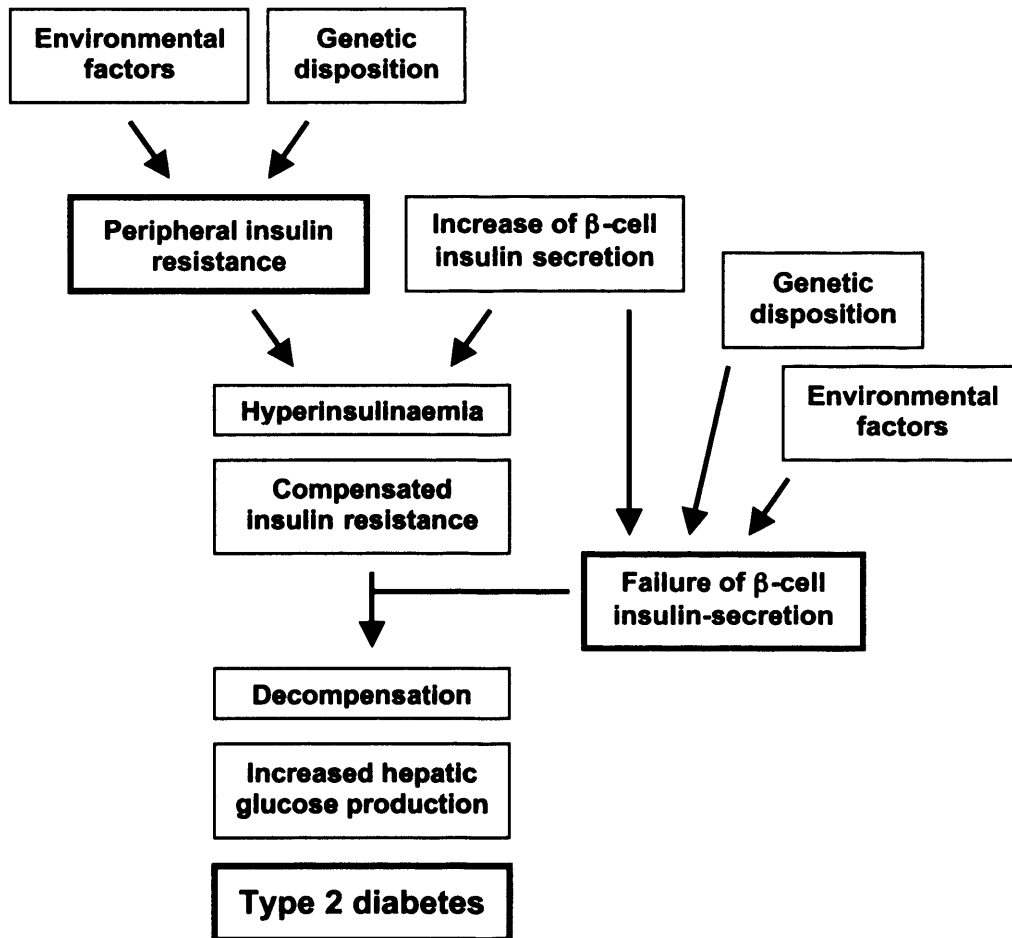 Environmental
factors
Genetic
disposition
Peripheral insulin
resistance
Increase of β-cell
insulin secretion
Genetic
disposition
Environmental
factors
Hyperinsulinaemia
Compensated
insulin resistance
Failure of β-cell
insulin-secretion
Decompensation
Increased hepatic
glucose production
Type 2 diabetes